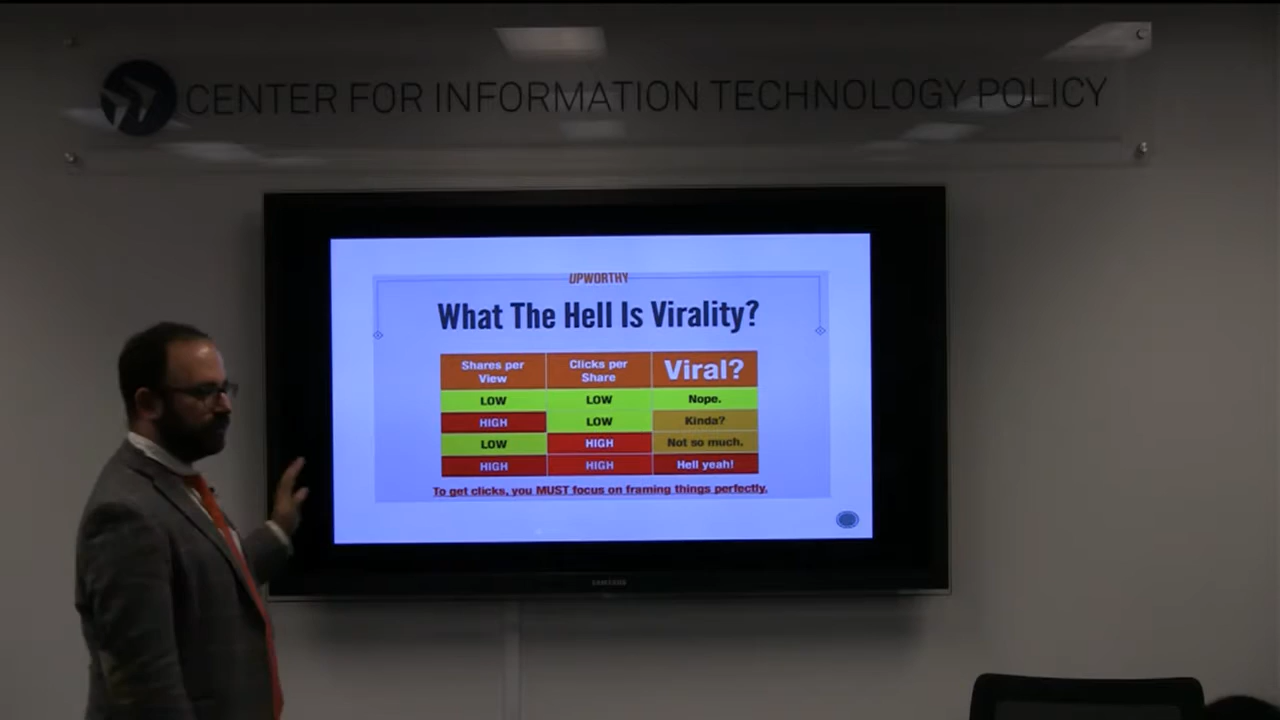 CENTER FOR INFORMATION TECHNOLOGY POLICY
UPWORTHY
What The Hell Is Virality?
Shares per View
Clicks per Share
Viral?
LOW LOW Nope.
HIGH LOW Kinda?
LOW HIGH Not so much.
HIGH HIGH Hell yeah!
To get clicks, you MUST focus on framing things perfectly.
SAMSUNG